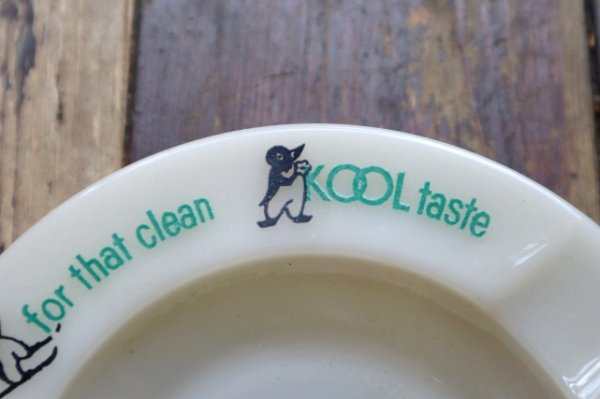 for that clean KOOL taste